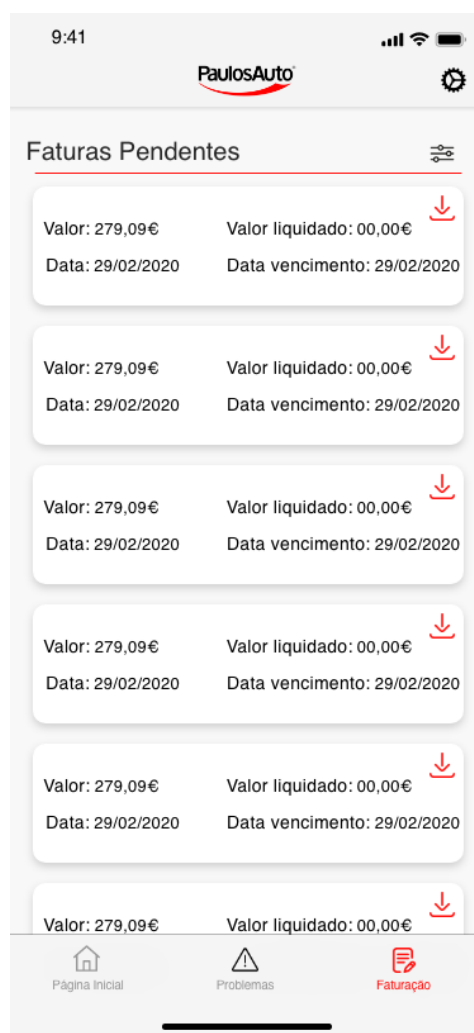 9:41
PaulosAuto
Faturas Pendentes
Valor: 279,09€ Valor liquidado: 00,00€
Data: 29/02/2020 Data vencimento: 29/02/2020
Valor: 279,09€ Valor liquidado: 00,00€
Data: 29/02/2020 Data vencimento: 29/02/2020
Valor: 279,09€ Valor liquidado: 00,00€
Data: 29/02/2020 Data vencimento: 29/02/2020
Valor: 279,09€ Valor liquidado: 00,00€
Data: 29/02/2020 Data vencimento: 29/02/2020
Valor: 279,09€ Valor liquidado: 00,00€
Data: 29/02/2020 Data vencimento: 29/02/2020
Valor: 279,09€ Valor liquidado: 00,00€
Página Inicial Problemas Faturação